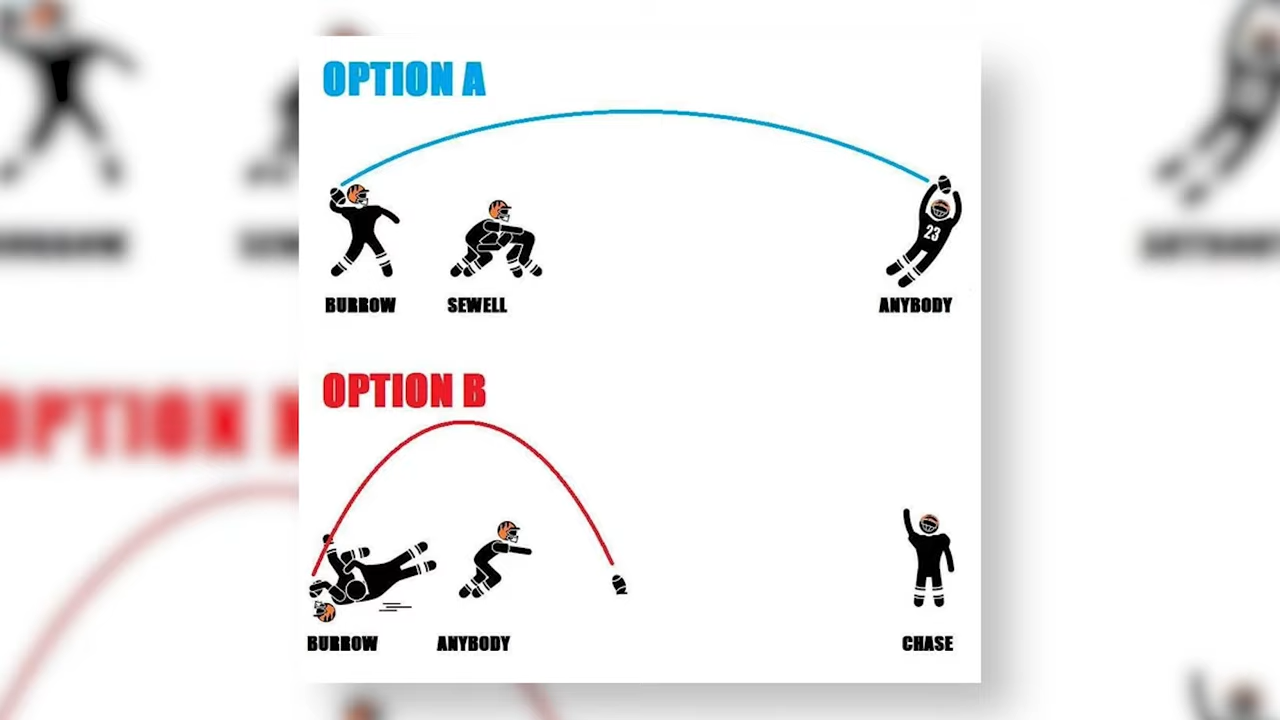 OPTION A
23
BURROW SEWELL ANYBODY
OPTION B
BURROW ANYBODY CHASE